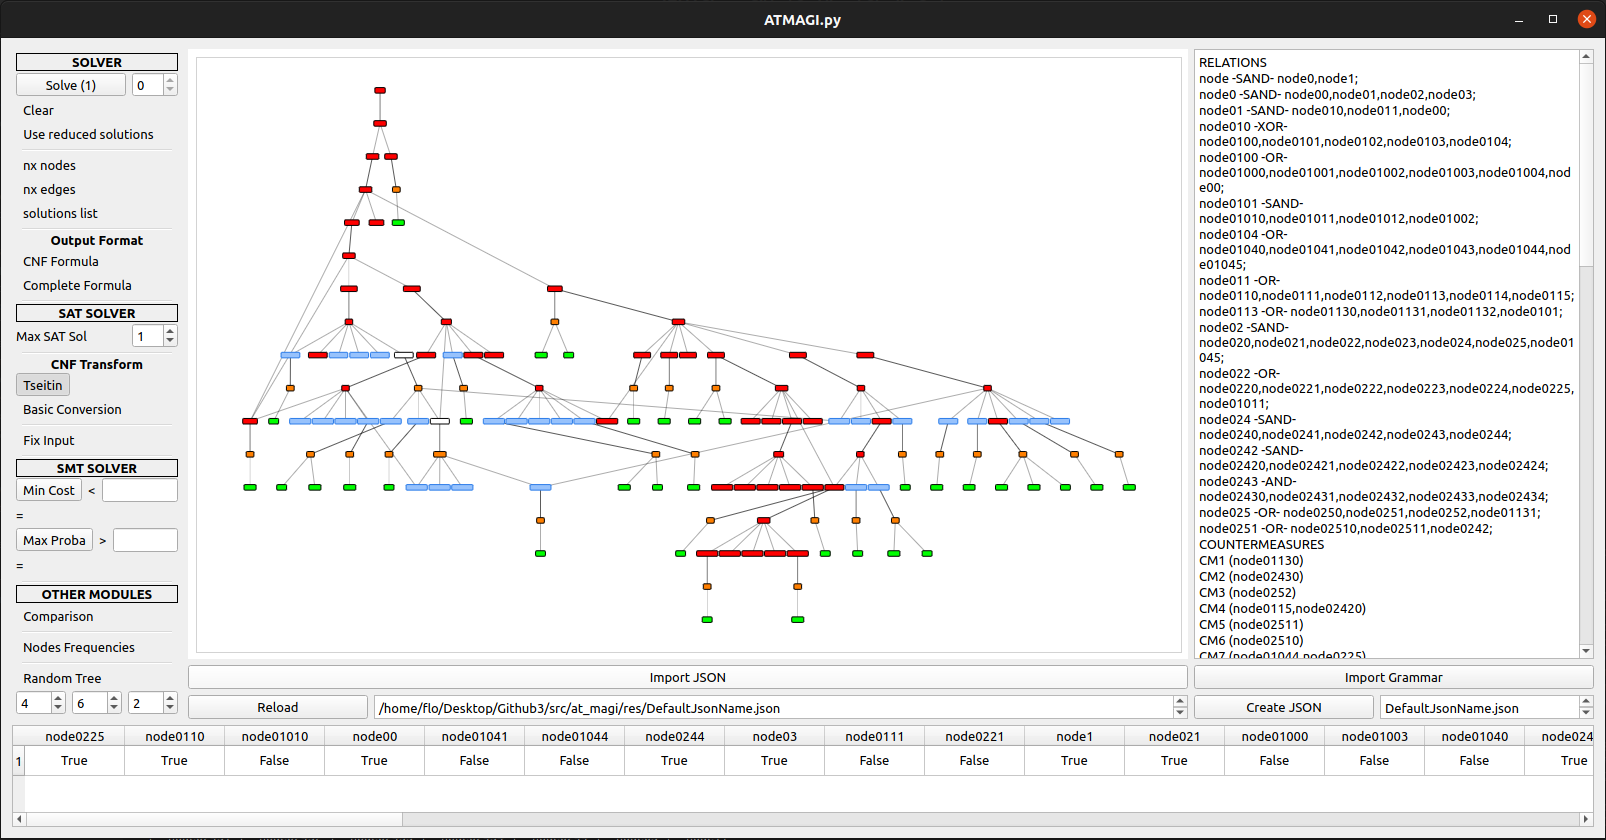 ATMAGI.py
SOLVER
Solve (1)
0
Clear
Use reduced solutions
nx nodes
nx edges
solutions list
Output Format
CNF Formula
Complete Formula
SAT SOLVER
Max SAT Sol
1
CNF Transform
Tseitin
Basic Conversion
Fix Input
SMT SOLVER
Min Cost <
=
Max Proba >
=
OTHER MODULES
Comparison
Nodes Frequencies
Random Tree
4 6 2
RELATIONS
node -SAND- node0,node1;
node0 -SAND- node00,node01,node02,node03;
node01 -SAND- node010,node011,node00;
node010 -XOR-
node0100,node0101,node0102,node0103,node0104;
node0100 -OR-
node01000,node01001,node01002,node01003,node01004,nod
e00;
node0101 -SAND-
node01010,node01011,node01012,node01002;
node0104 -OR-
node01040,node01041,node01042,node01043,node01044,no
de01045;
node011 -OR-
node0110,node0111,node0112,node0113,node0114,node0115;
node0113 -OR- node01130,node01131,node01132,node0101;
node02 -SAND-
node020,node021,node022,node023,node024,node025,node01
045;
node022 -OR-
node0220,node0221,node0222,node0223,node0224,node0225,
node01011;
node024 -SAND-
node0240,node0241,node0242,node0243,node0244;
node0242 -SAND-
node02420,node02421,node02422,node02423,node02424;
node0243 -AND-
node02430,node02431,node02432,node02433,node02434;
node025 -OR- node0250,node0251,node0252,node01131;
node0251 -OR- node02510,node02511,node0242;
COUNTERMEASURES
CM1 (node01130)
CM2 (node02430)
CM3 (node0252)
CM4 (node0115,node02420)
CM5 (node02511)
CM6 (node02510)
CM7 (node01044,node0225)
Import JSON
Import Grammar
Reload
/home/flo/Desktop/Github3/src/at_magi/res/DefaultJsonName.json
Create JSON
DefaultJsonName.json
node0225 node0110 node01010 node00 node01041 node01044 node0244 node03 node0111 node0221 node1 node021 node01000 node01003 node01040 node024
1 True True False True False False True True False False True True False False False True